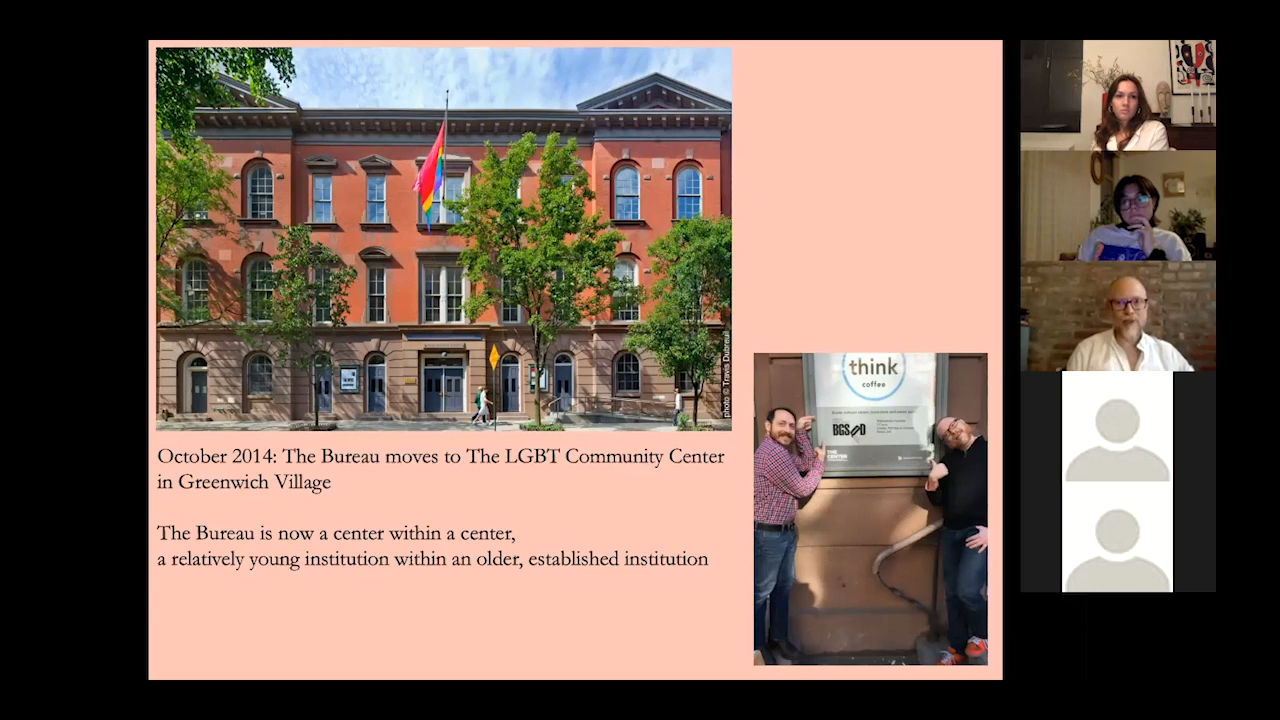 photo © Travis Dubreuil
October 2014: The Bureau moves to The LGBT Community Center
in Greenwich Village
The Bureau is now a center within a center,
a relatively young institution within an older, established institution
think
coffee
BGSQD
THE
CENTER